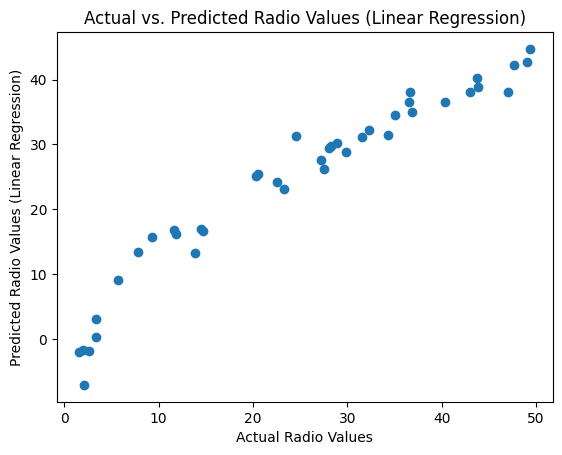 Actual vs. Predicted Radio Values (Linear Regression)
Predicted Radio Values (Linear Regression)
40
30
20
10
0
0 10 20 30 40 50
Actual Radio Values